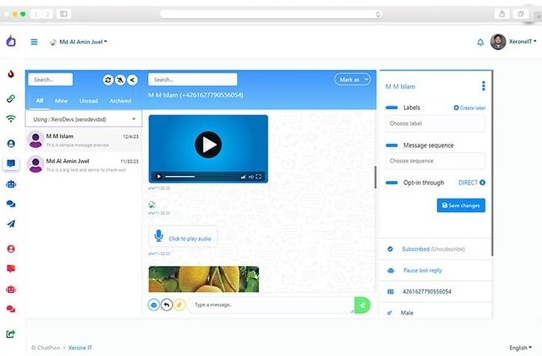 Md Al Amin Jwel
XeroneIT
Search...
Search...
Mark as
All Mine Unread Archived
M M Islam (+4261627790556054)
Using : XeroDevs (xerodevsbd)
M M Islam 12/4/23
This is sample message preview
Md Al Amin Jwel 11/30/23
This is a big text and demo to check wor
HD
Click to play audio
Type a message..
M M Islam
Labels Create label
Choose label
Message sequence
Choose sequence
Opt-in through DIRECT
Save changes
Subscribed (Unsubscribe)
Pause bot reply
4261627790556054
Male
© ChatPion • Xerone IT
English